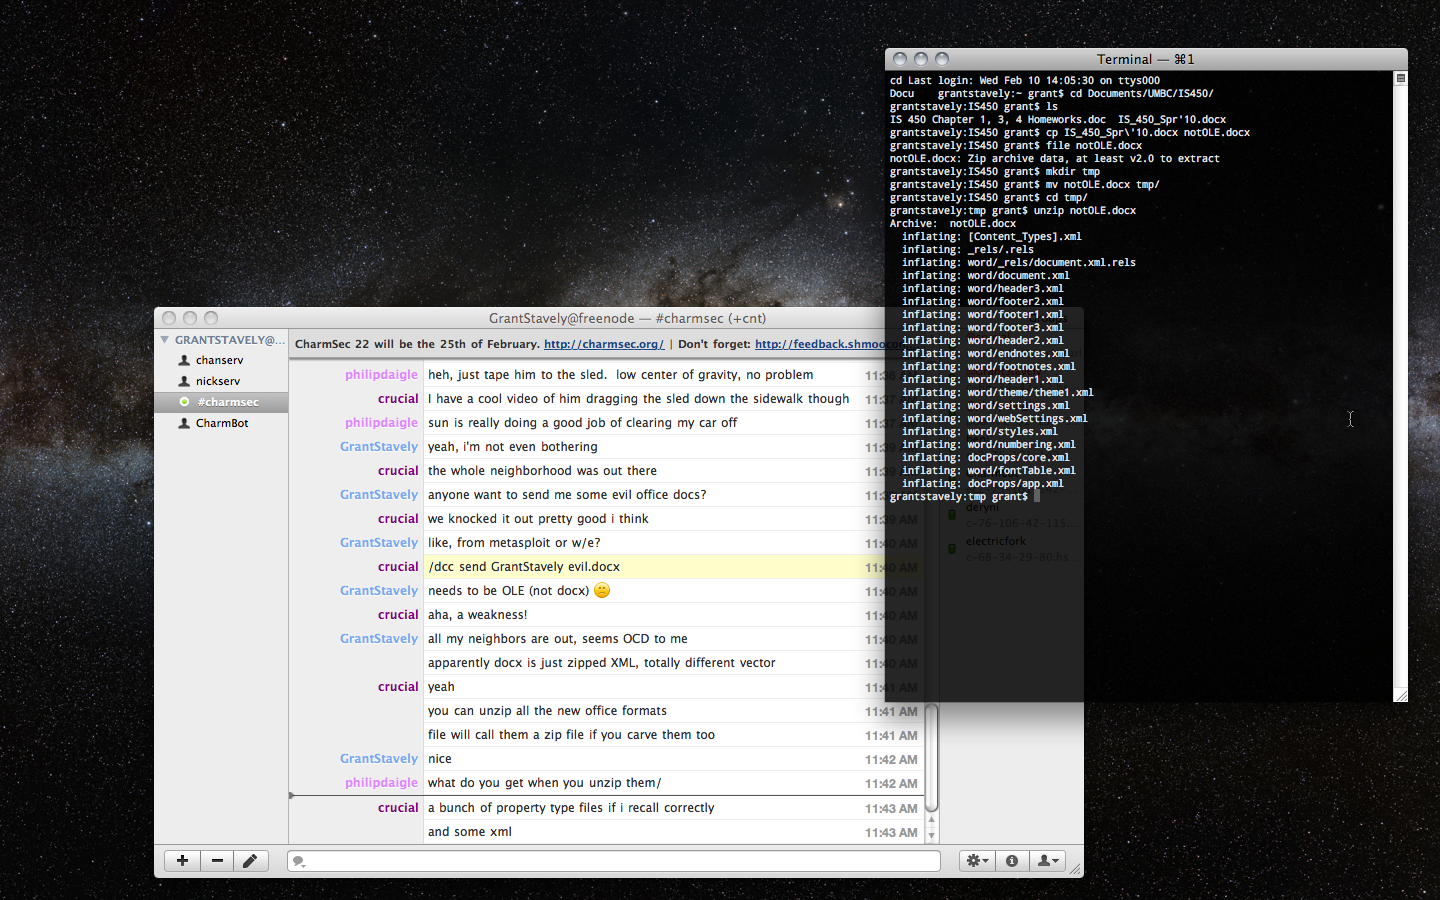 Terminal — ⌘1
cd Last login: Wed Feb 10 14:05:30 on ttys000
Docu    grantstavely:~ grant$ cd Documents/UMBC/IS450/
grantstavely:IS450 grant$ ls
IS 450 Chapter 1, 3, 4 Homeworks.doc  IS_450_Spr'10.docx
grantstavely:IS450 grant$ cp IS_450_Spr\'10.docx notOLE.docx
grantstavely:IS450 grant$ file notOLE.docx
notOLE.docx: Zip archive data, at least v2.0 to extract
grantstavely:IS450 grant$ mkdir tmp
grantstavely:IS450 grant$ mv notOLE.docx tmp/
grantstavely:IS450 grant$ cd tmp/
grantstavely:tmp grant$ unzip notOLE.docx
Archive:  notOLE.docx
  inflating: [Content_Types].xml
  inflating: _rels/.rels
  inflating: word/_rels/document.xml.rels
  inflating: word/document.xml
  inflating: word/header3.xml
  inflating: word/footer2.xml
  inflating: word/footer1.xml
  inflating: word/footer3.xml
  inflating: word/header2.xml
  inflating: word/endnotes.xml
  inflating: word/footnotes.xml
  inflating: word/header1.xml
  inflating: word/theme/theme1.xml
  inflating: word/settings.xml
  inflating: word/webSettings.xml
  inflating: word/styles.xml
  inflating: word/numbering.xml
  inflating: docProps/core.xml
  inflating: word/fontTable.xml
  inflating: docProps/app.xml
grantstavely:tmp grant$
GrantStavely@freenode — #charmsec (+cnt)
GRANTSTAVELY@...
chanserv
nickserv
#charmsec
CharmBot
CharmSec 22 will be the 25th of February. http://charmsec.org/ | Don't forget: http://feedback.shmoocon
philipdaigle heh, just tape him to the sled.  low center of gravity, no problem 11:36
crucial I have a cool video of him dragging the sled down the sidewalk though 11:37
philipdaigle sun is really doing a good job of clearing my car off 11:37
GrantStavely yeah, i'm not even bothering 11:39
crucial the whole neighborhood was out there 11:39
GrantStavely anyone want to send me some evil office docs? 11:39
crucial we knocked it out pretty good i think 11:39 AM
GrantStavely like, from metasploit or w/e? 11:40 AM
crucial /dcc send GrantStavely evil.docx 11:40 AM
GrantStavely needs to be OLE (not docx) 11:40 AM
crucial aha, a weakness! 11:40 AM
GrantStavely all my neighbors are out, seems OCD to me 11:40 AM
apparently docx is just zipped XML, totally different vector 11:40 AM
crucial yeah 11:41 AM
you can unzip all the new office formats 11:41 AM
file will call them a zip file if you carve them too 11:41 AM
GrantStavely nice 11:42 AM
philipdaigle what do you get when you unzip them/ 11:42 AM
crucial a bunch of property type files if i recall correctly 11:43 AM
and some xml 11:43 AM
deryni
c-76-106-42-115....
electricfork
c-68-34-29-80.hs...